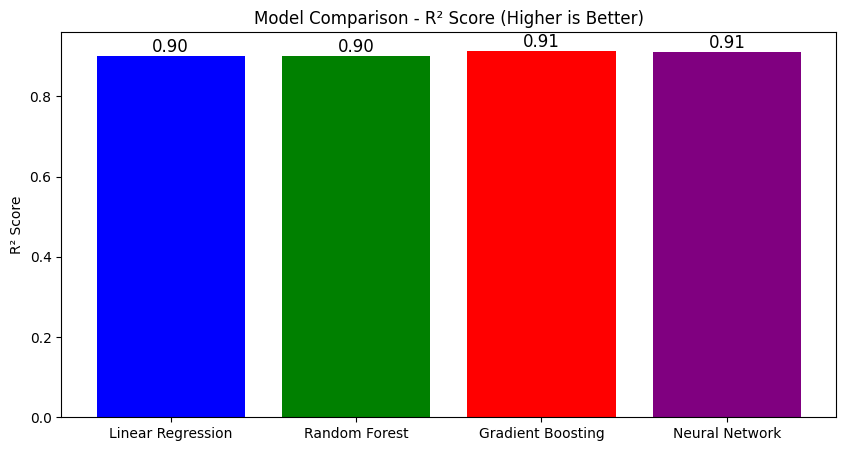 Model Comparison - R² Score (Higher is Better)
0.90 0.90 0.91 0.91
0.8
0.6
R² Score
0.4
0.2
0.0
Linear Regression Random Forest Gradient Boosting Neural Network